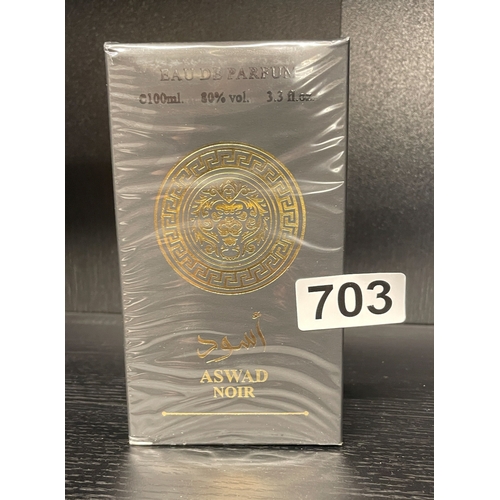 EAU DE PARFUM
℮100ml. 80% vol. 3.3 fl.oz.
703
أسود
ASWAD
NOIR